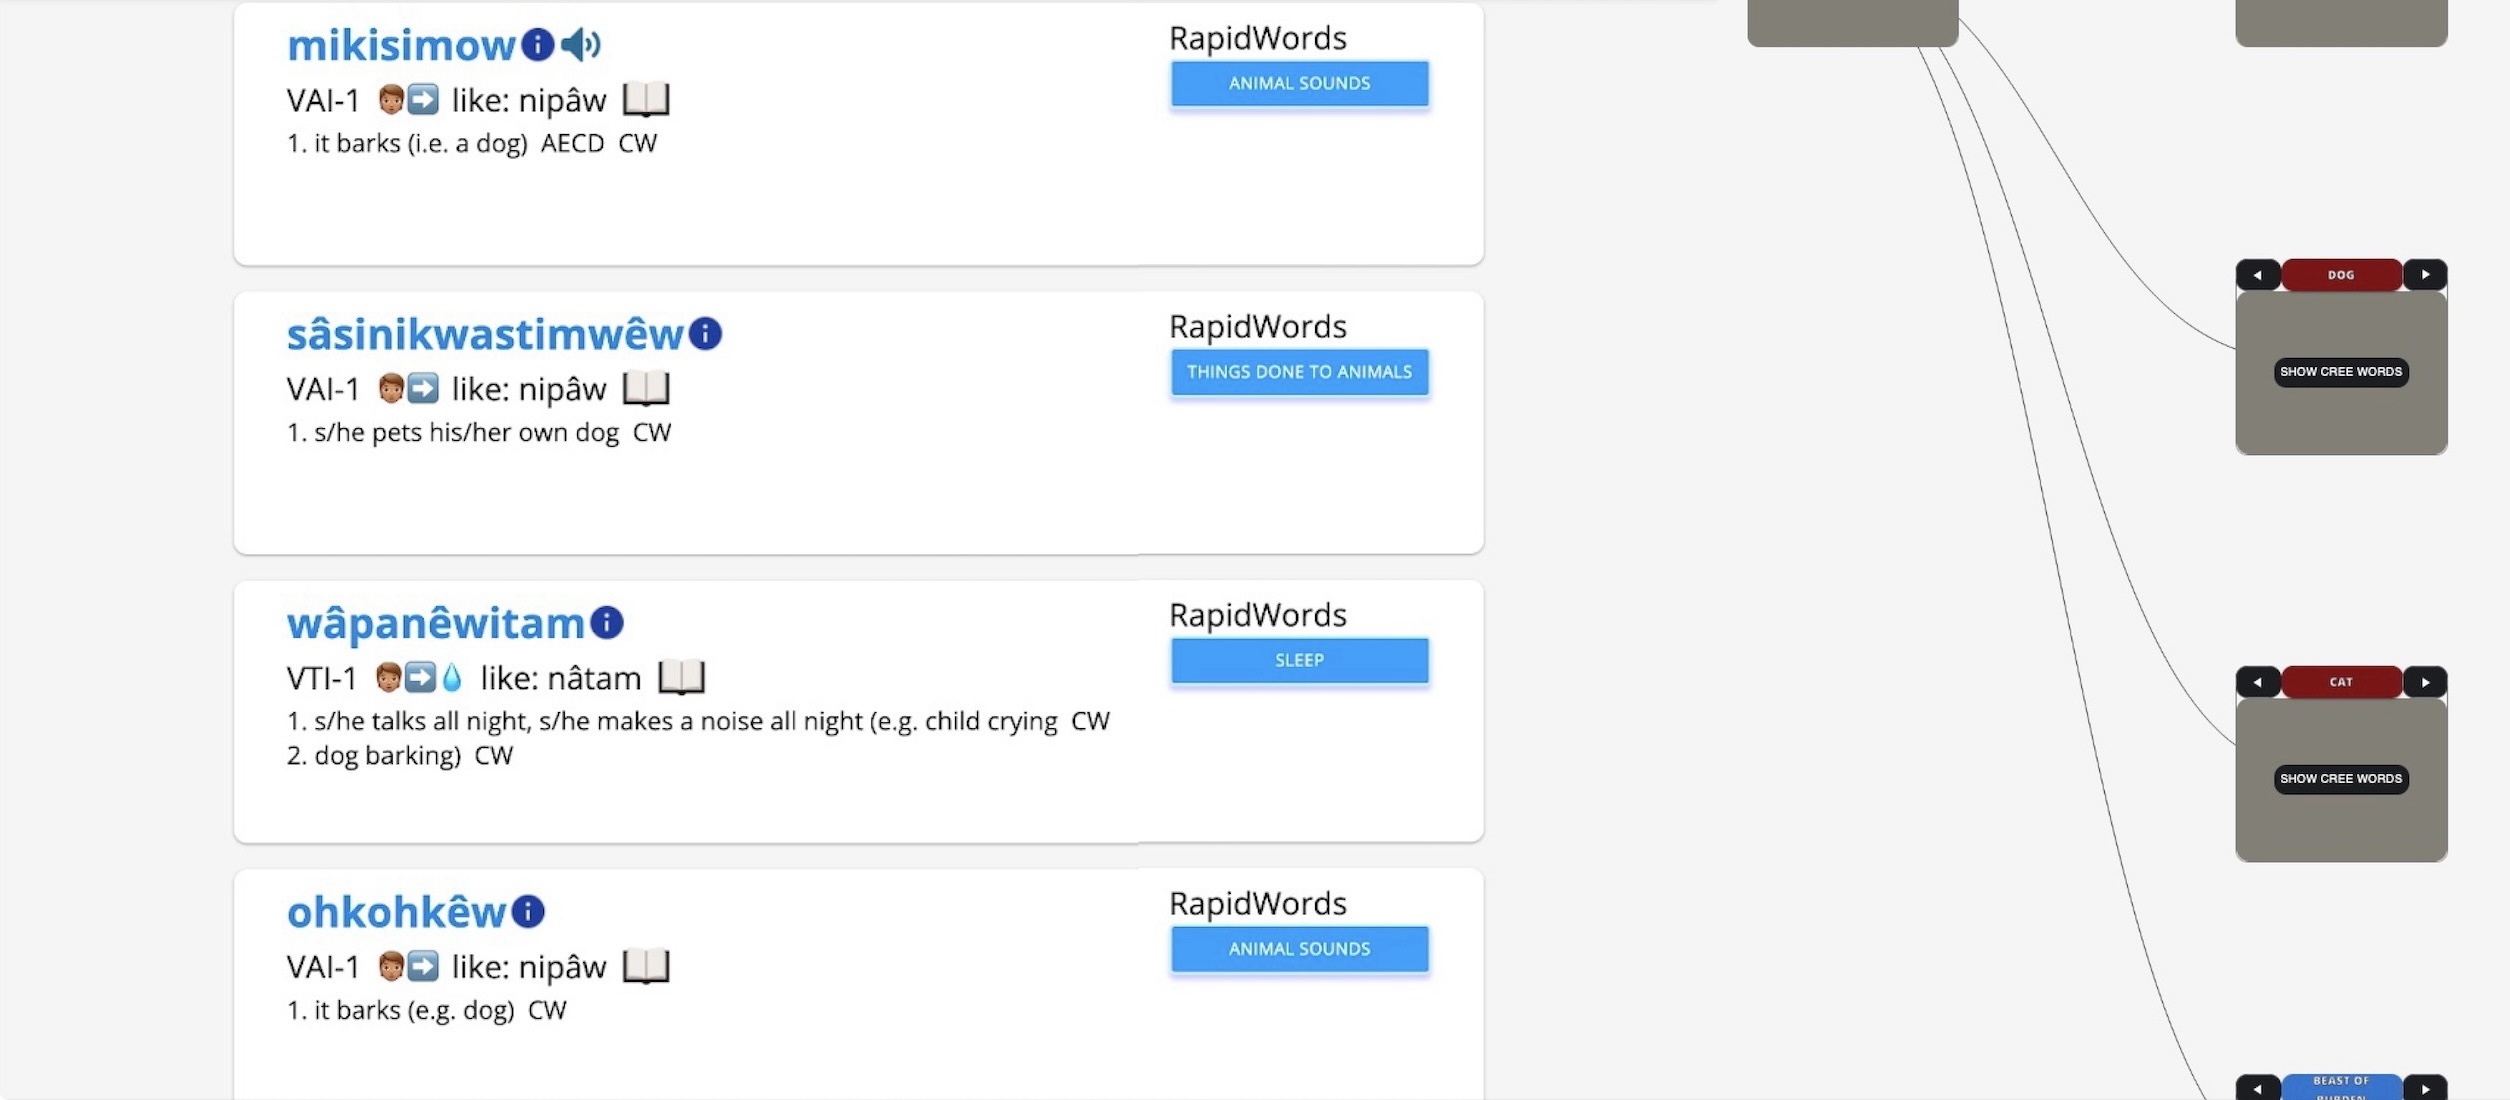 mikisimow
VAI-1 like: nipâw
1. it barks (i.e. a dog) AECD CW
RapidWords
ANIMAL SOUNDS
sâsinikwastimwêw
VAI-1 like: nipâw
1. s/he pets his/her own dog CW
RapidWords
THINGS DONE TO ANIMALS
wâpanêwitam
VTI-1 like: nâtam
1. s/he talks all night, s/he makes a noise all night (e.g. child crying CW
2. dog barking) CW
RapidWords
SLEEP
ohkohkêw
VAI-1 like: nipâw
1. it barks (e.g. dog) CW
RapidWords
ANIMAL SOUNDS
DOG
SHOW CREE WORDS
CAT
SHOW CREE WORDS
BEAST OF
BURDEN